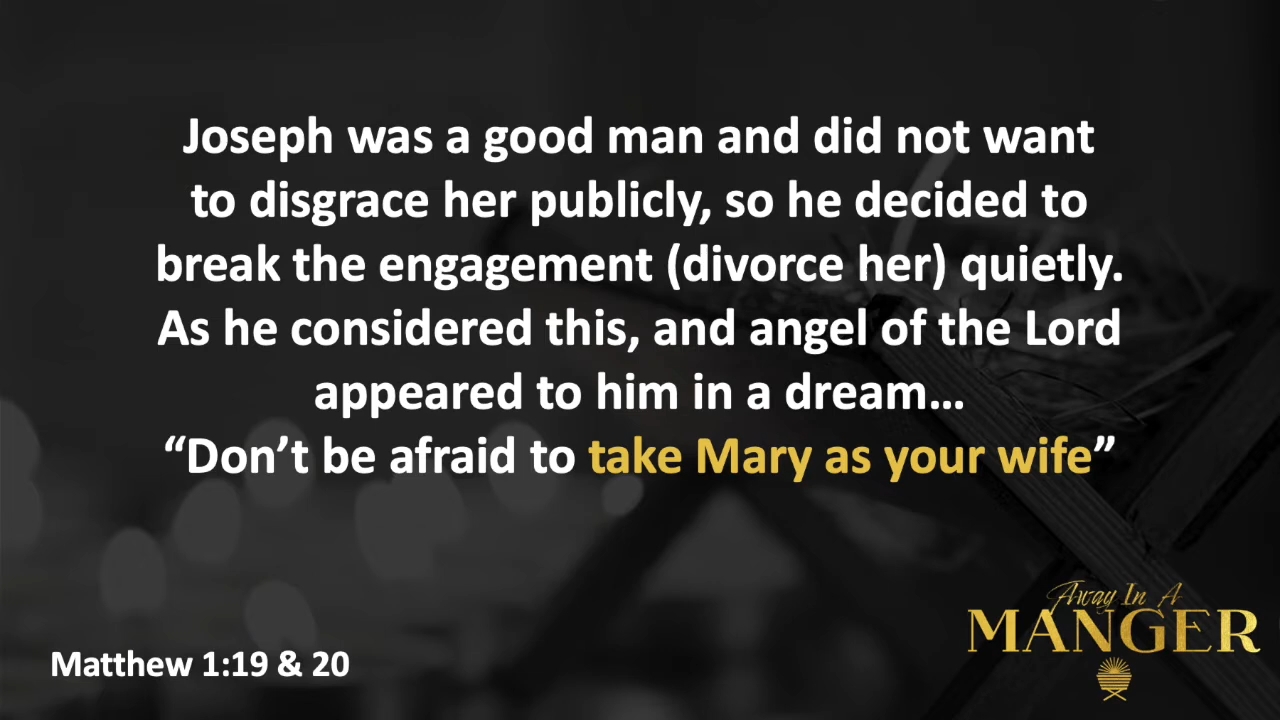 Joseph was a good man and did not want
to disgrace her publicly, so he decided to
break the engagement (divorce her) quietly.
As he considered this, and angel of the Lord
appeared to him in a dream…
“Don’t be afraid to take Mary as your wife”
Away In A
MANGER
Matthew 1:19 & 20